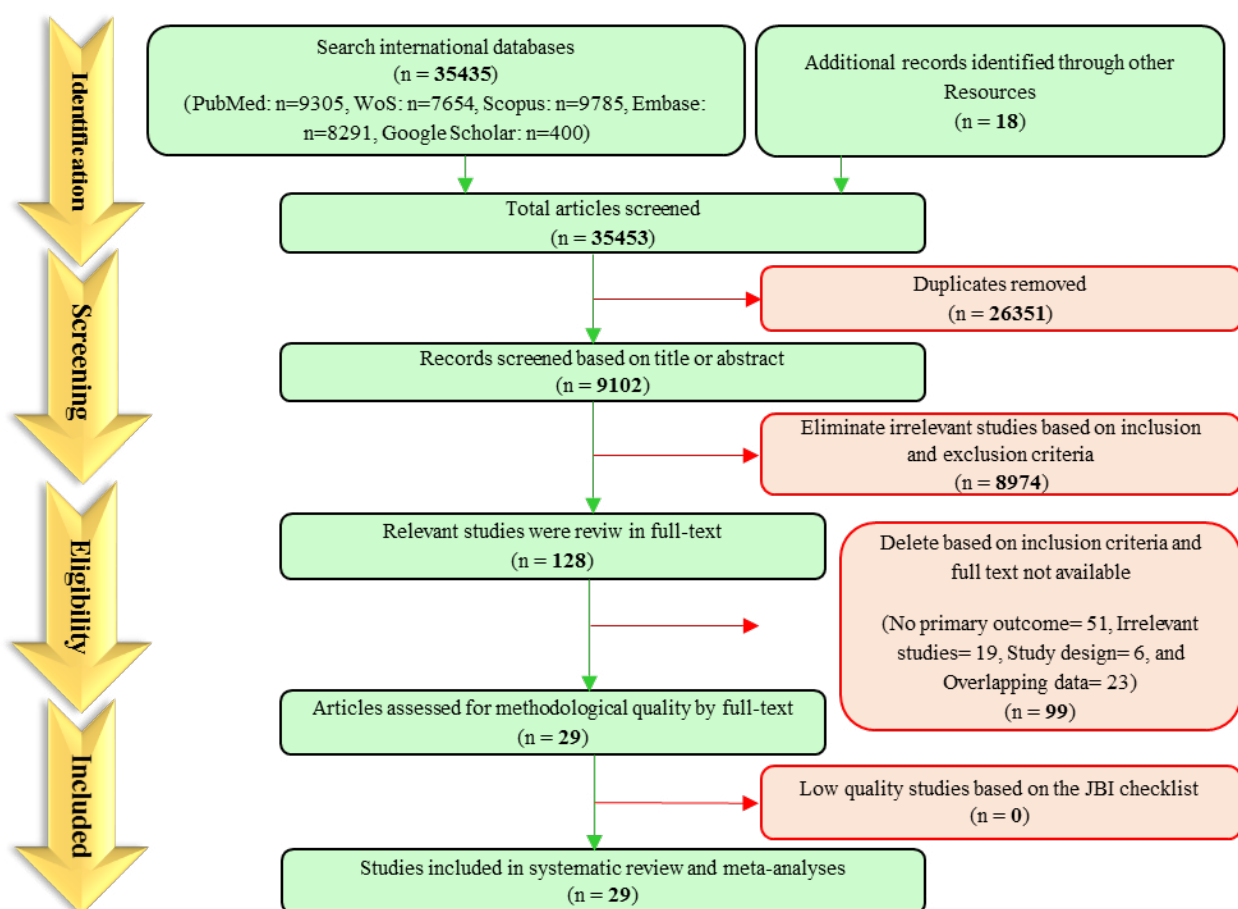 Identification
Search international databases
(n = 35435)
(PubMed: n=9305, WoS: n=7654, Scopus: n=9785, Embase:
n=8291, Google Scholar: n=400)
Additional records identified through other
Resources
(n = 18)
Total articles screened
(n = 35453)
Screening
Duplicates removed
(n = 26351)
Records screened based on title or abstract
(n = 9102)
Eliminate irrelevant studies based on inclusion
and exclusion criteria
(n = 8974)
Eligibility
Relevant studies were reviw in full-text
(n = 128)
Delete based on inclusion criteria and
full text not available
(No primary outcome= 51, Irrelevant
studies= 19, Study design= 6, and
Overlapping data= 23)
(n = 99)
Articles assessed for methodological quality by full-text
(n = 29)
Included
Low quality studies based on the JBI checklist
(n = 0)
Studies included in systematic review and meta-analyses
(n = 29)